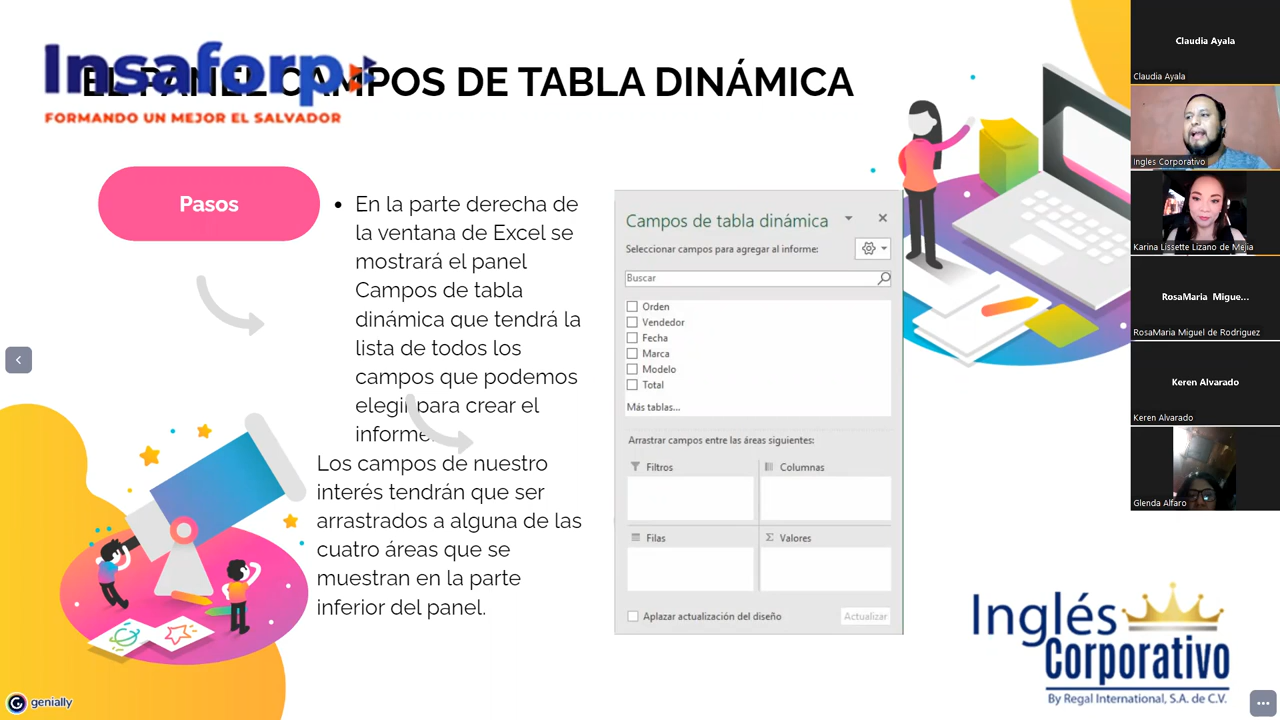 Insaforp
FORMANDO UN MEJOR EL SALVADOR
EL PANEL CAMPOS DE TABLA DINÁMICA
Pasos
• En la parte derecha de
la ventana de Excel se
mostrará el panel
Campos de tabla
dinámica que tendrá la
lista de todos los
campos que podemos
elegir para crear el
informe.
Los campos de nuestro
interés tendrán que ser
arrastrados a alguna de las
cuatro áreas que se
muestran en la parte
inferior del panel.
Campos de tabla dinámica
Seleccionar campos para agregar al informe:
Buscar
Orden
Vendedor
Fecha
Marca
Modelo
Total
Más tablas...
Arrastrar campos entre las áreas siguientes:
Filtros
Columnas
Filas
Σ Valores
Aplazar actualización del diseño
Actualizar
Claudia Ayala
Claudia Ayala
Ingles Corporativo
Karina Lissette Lizano de Mejia
RosaMaria Migue...
RosaMaria Miguel de Rodriguez
Keren Alvarado
Keren Alvarado
Glenda Alfaro
Inglés
Corporativo
By Regal International, S.A. de C.V.
genially